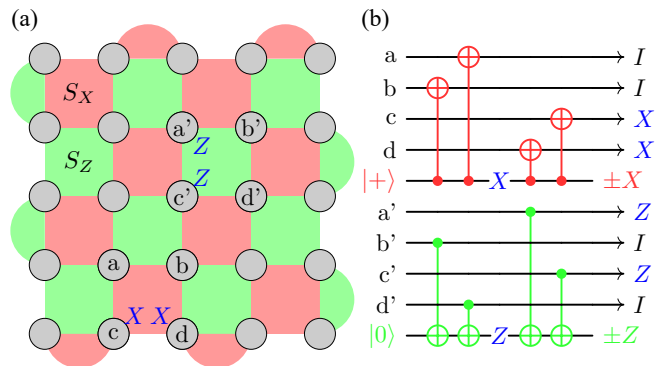 (a)
S_X
S_Z
a' b'
Z
Z
c' d'
a b
X X
c d
(b)
a I
b I
c X
d X
|+⟩ X ±X
a' Z
b' I
c' Z
d' I
|0⟩ Z ±Z